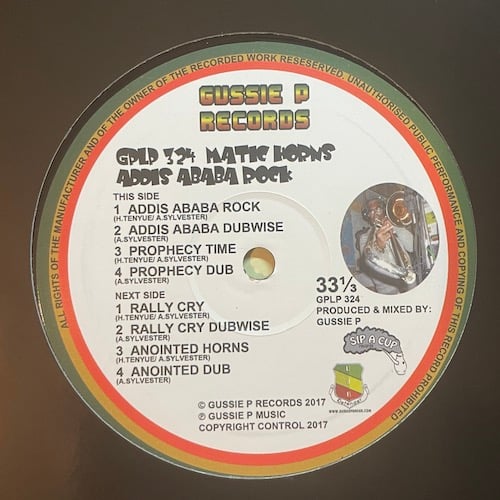 ALL RIGHTS OF THE MANUFACTURER AND OF THE OWNER OF THE RECORDED WORK RESESERVED, UNAUTHORISED PUBLIC PERFORMANCE AND COPYING OF THIS RECORD PROHIBITED
GUSSIE P
RECORDS
GPLP 324 MATIC HORNS
ADDIS ABABA ROCK
THIS SIDE
1 ADDIS ABABA ROCK
(H.TENYUE/ A.SYLVESTER)
2 ADDIS ABABA DUBWISE
(A.SYLVESTER)
3 PROPHECY TIME
(H.TENYUE/ A.SYLVESTER)
4 PROPHECY DUB
(A.SYLVESTER)
NEXT SIDE
1 RALLY CRY
(H.TENYUE/ A.SYLVESTER)
2 RALLY CRY DUBWISE
(A.SYLVESTER)
3 ANOINTED HORNS
(H.TENYUE/ A.SYLVESTER)
4 ANOINTED DUB
(A.SYLVESTER)
33⅓
GPLP 324
PRODUCED & MIXED BY:
GUSSIE P
SIP A CUP
WWW.GUSSIEPMUSIC.COM
© GUSSIE P RECORDS 2017
℗ GUSSIE P MUSIC
COPYRIGHT CONTROL 2017